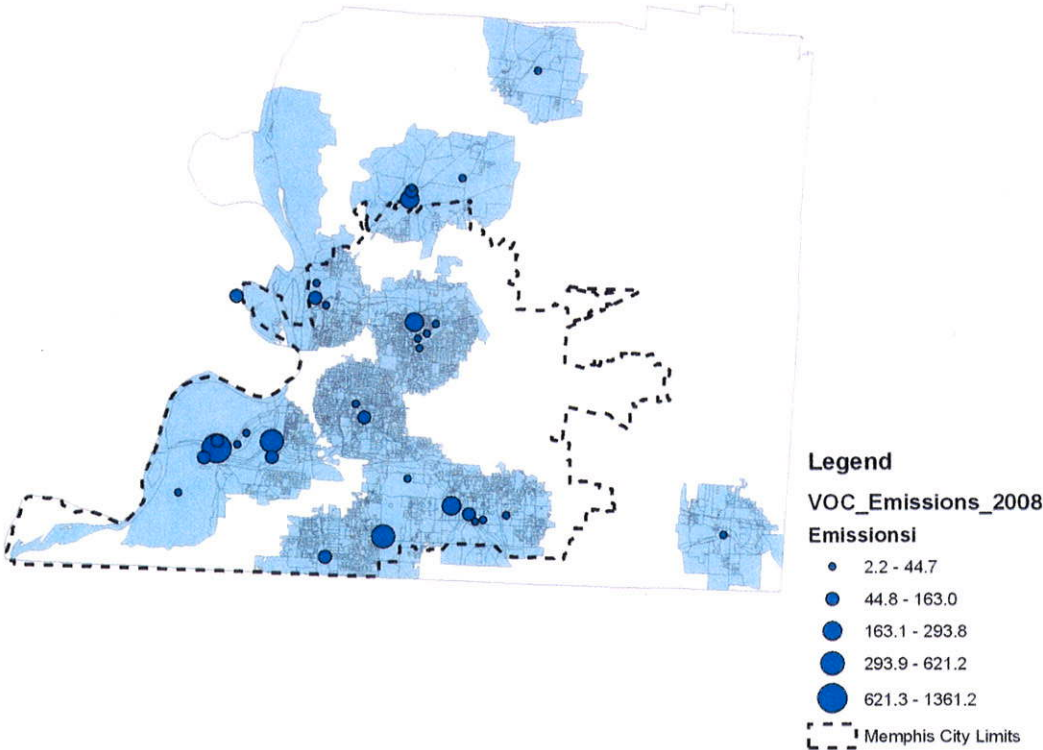 Legend
VOC_Emissions_2008
Emissionsi
2.2 - 44.7
44.8 - 163.0
163.1 - 293.8
293.9 - 621.2
621.3 - 1361.2
Memphis City Limits